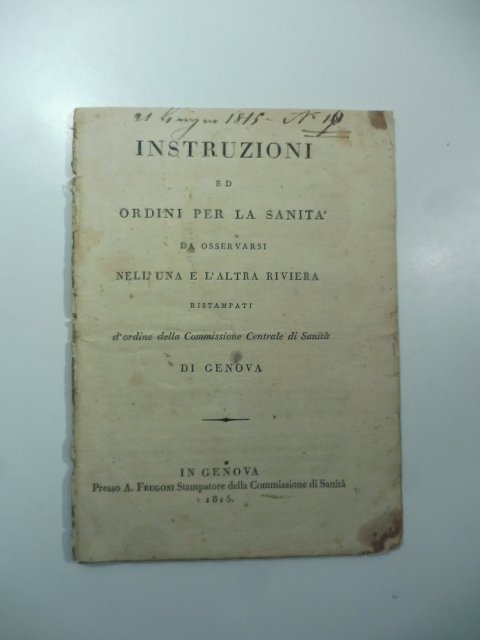 21 Giugno 1815 - N.° 19
INSTRUZIONI
ED
ORDINI PER LA SANITA'
DA OSSERVARSI
NELL'UNA E L'ALTRA RIVIERA
RISTAMPATI
d'ordine della Commissione Centrale di Sanità
DI GENOVA
IN GENOVA
Presso A. FRUGONI Stampatore della Commissione di Sanità
1815.